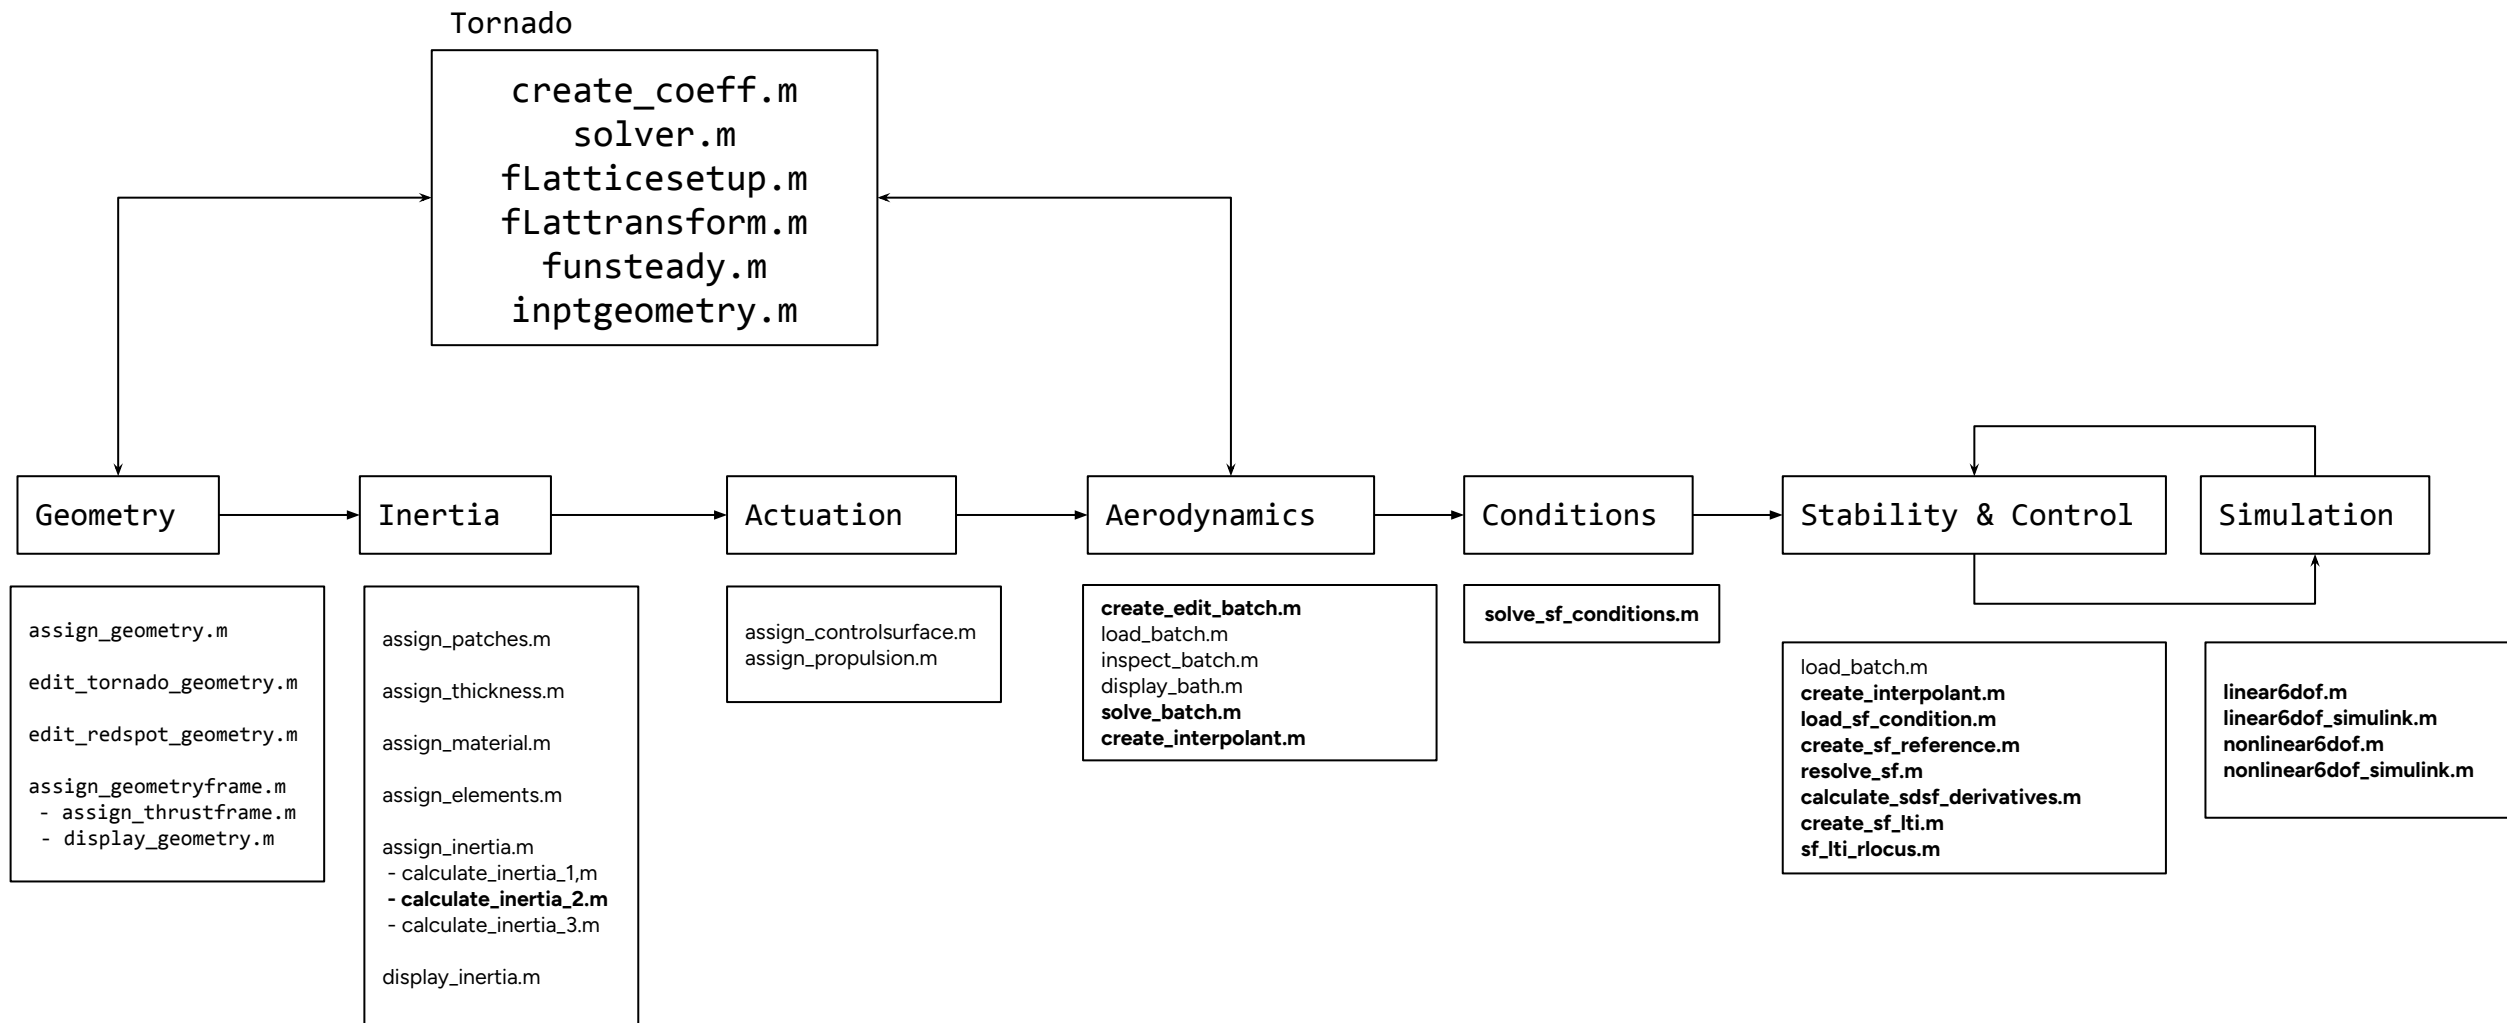 Tornado
create_coeff.m
solver.m
fLatticesetup.m
fLattransform.m
funsteady.m
inptgeometry.m
Geometry
Inertia
Actuation
Aerodynamics
Conditions
Stability & Control
Simulation
assign_geometry.m
edit_tornado_geometry.m
edit_redspot_geometry.m
assign_geometryframe.m
- assign_thrustframe.m
- display_geometry.m
assign_patches.m
assign_thickness.m
assign_material.m
assign_elements.m
assign_inertia.m
- calculate_inertia_1,m
- calculate_inertia_2.m
- calculate_inertia_3.m
display_inertia.m
assign_controlsurface.m
assign_propulsion.m
create_edit_batch.m
load_batch.m
inspect_batch.m
display_bath.m
solve_batch.m
create_interpolant.m
solve_sf_conditions.m
load_batch.m
create_interpolant.m
load_sf_condition.m
create_sf_reference.m
resolve_sf.m
calculate_sdsf_derivatives.m
create_sf_lti.m
sf_lti_rlocus.m
linear6dof.m
linear6dof_simulink.m
nonlinear6dof.m
nonlinear6dof_simulink.m